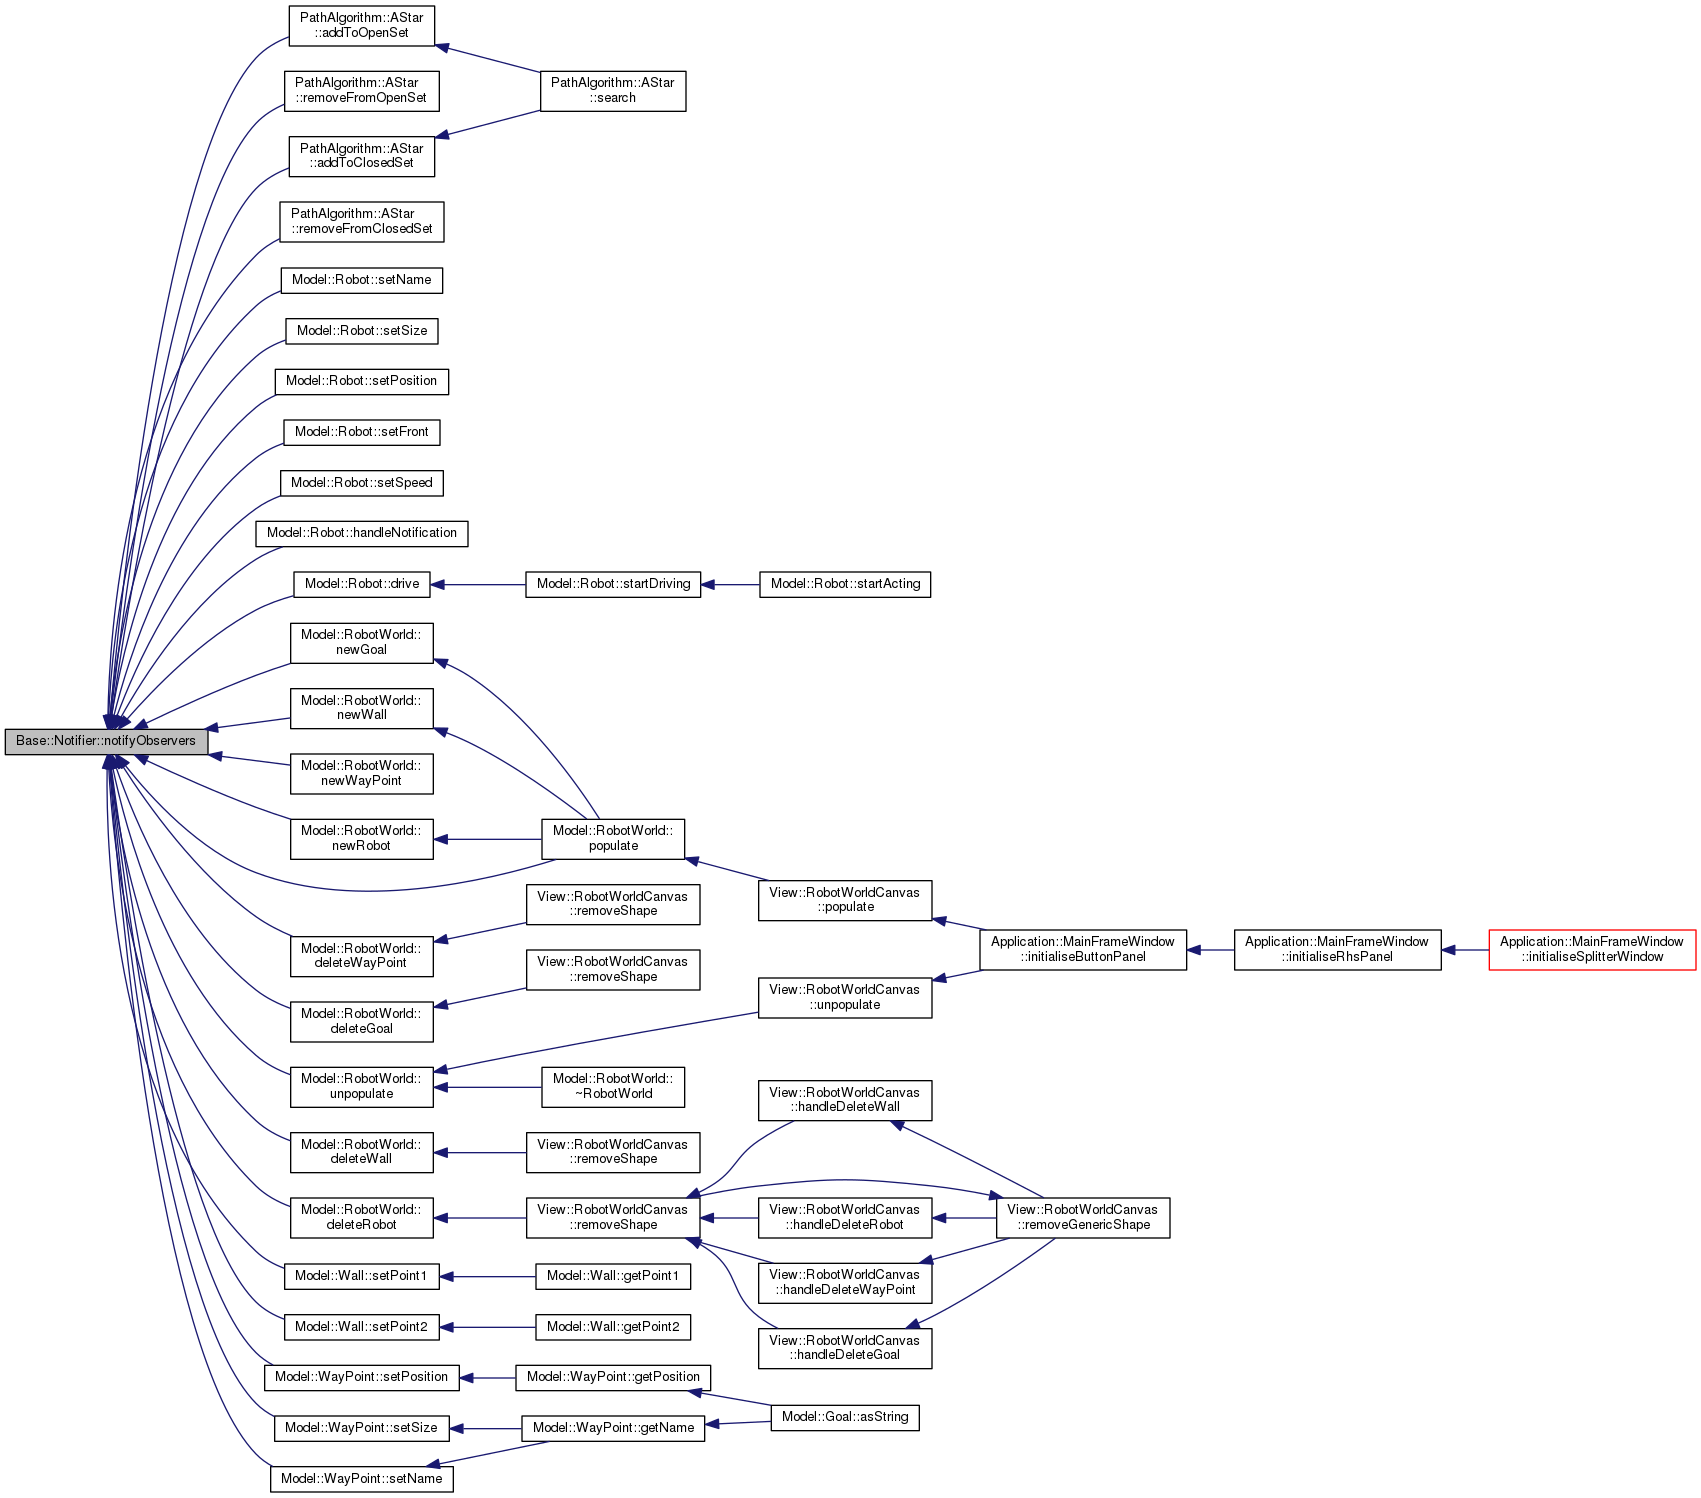 PathAlgorithm::AStar
::addToOpenSet
PathAlgorithm::AStar
::removeFromOpenSet
PathAlgorithm::AStar
::search
PathAlgorithm::AStar
::addToClosedSet
PathAlgorithm::AStar
::removeFromClosedSet
Model::Robot::setName
Model::Robot::setSize
Model::Robot::setPosition
Model::Robot::setFront
Model::Robot::setSpeed
Model::Robot::handleNotification
Model::Robot::drive
Model::Robot::startDriving
Model::Robot::startActing
Model::RobotWorld::
newGoal
Model::RobotWorld::
newWall
Base::Notifier::notifyObservers
Model::RobotWorld::
newWayPoint
Model::RobotWorld::
newRobot
Model::RobotWorld::
populate
View::RobotWorldCanvas
::removeShape
View::RobotWorldCanvas
::populate
Model::RobotWorld::
deleteWayPoint
Application::MainFrameWindow
::initialiseButtonPanel
Application::MainFrameWindow
::initialiseRhsPanel
Application::MainFrameWindow
::initialiseSplitterWindow
View::RobotWorldCanvas
::removeShape
View::RobotWorldCanvas
::unpopulate
Model::RobotWorld::
deleteGoal
Model::RobotWorld::
unpopulate
Model::RobotWorld::
~RobotWorld
View::RobotWorldCanvas
::handleDeleteWall
Model::RobotWorld::
deleteWall
View::RobotWorldCanvas
::removeShape
Model::RobotWorld::
deleteRobot
View::RobotWorldCanvas
::removeShape
View::RobotWorldCanvas
::handleDeleteRobot
View::RobotWorldCanvas
::removeGenericShape
Model::Wall::setPoint1
Model::Wall::getPoint1
View::RobotWorldCanvas
::handleDeleteWayPoint
Model::Wall::setPoint2
Model::Wall::getPoint2
View::RobotWorldCanvas
::handleDeleteGoal
Model::WayPoint::setPosition
Model::WayPoint::getPosition
Model::Goal::asString
Model::WayPoint::setSize
Model::WayPoint::getName
Model::WayPoint::setName